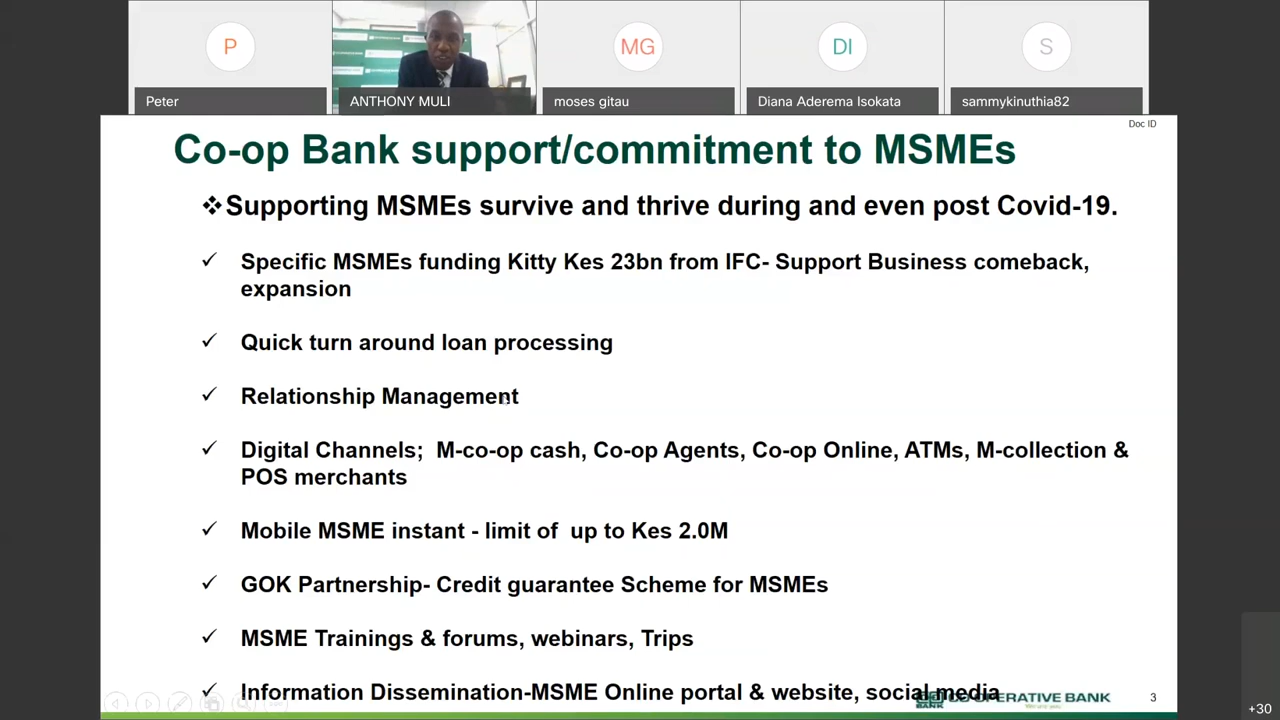 P
MG
DI
S
Peter
ANTHONY MULI
moses gitau
Diana Aderema Isokata
sammykinuthia82
Doc ID
Co-op Bank support/commitment to MSMEs
❖Supporting MSMEs survive and thrive during and even post Covid-19.
✓ Specific MSMEs funding Kitty Kes 23bn from IFC- Support Business comeback,
expansion
✓ Quick turn around loan processing
✓ Relationship Management
✓ Digital Channels; M-co-op cash, Co-op Agents, Co-op Online, ATMs, M-collection &
POS merchants
✓ Mobile MSME instant - limit of up to Kes 2.0M
✓ GOK Partnership- Credit guarantee Scheme for MSMEs
✓ MSME Trainings & forums, webinars, Trips
✓ Information Dissemination-MSME Online portal & website, social media
CO-OPERATIVE BANK
BANK
3
+30